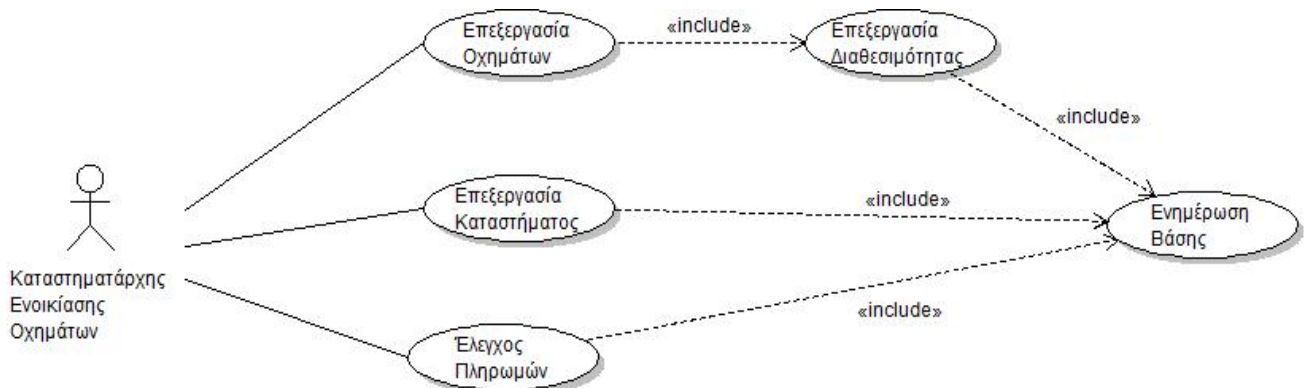 Επεξεργασία
Οχημάτων
«include»
Επεξεργασία
Διαθεσιμότητας
«include»
Επεξεργασία
Καταστήματος
«include»
Ενημέρωση
Βάσης
Καταστηματάρχης
Ενοικίασης
Οχημάτων
«include»
Έλεγχος
Πληρωμών